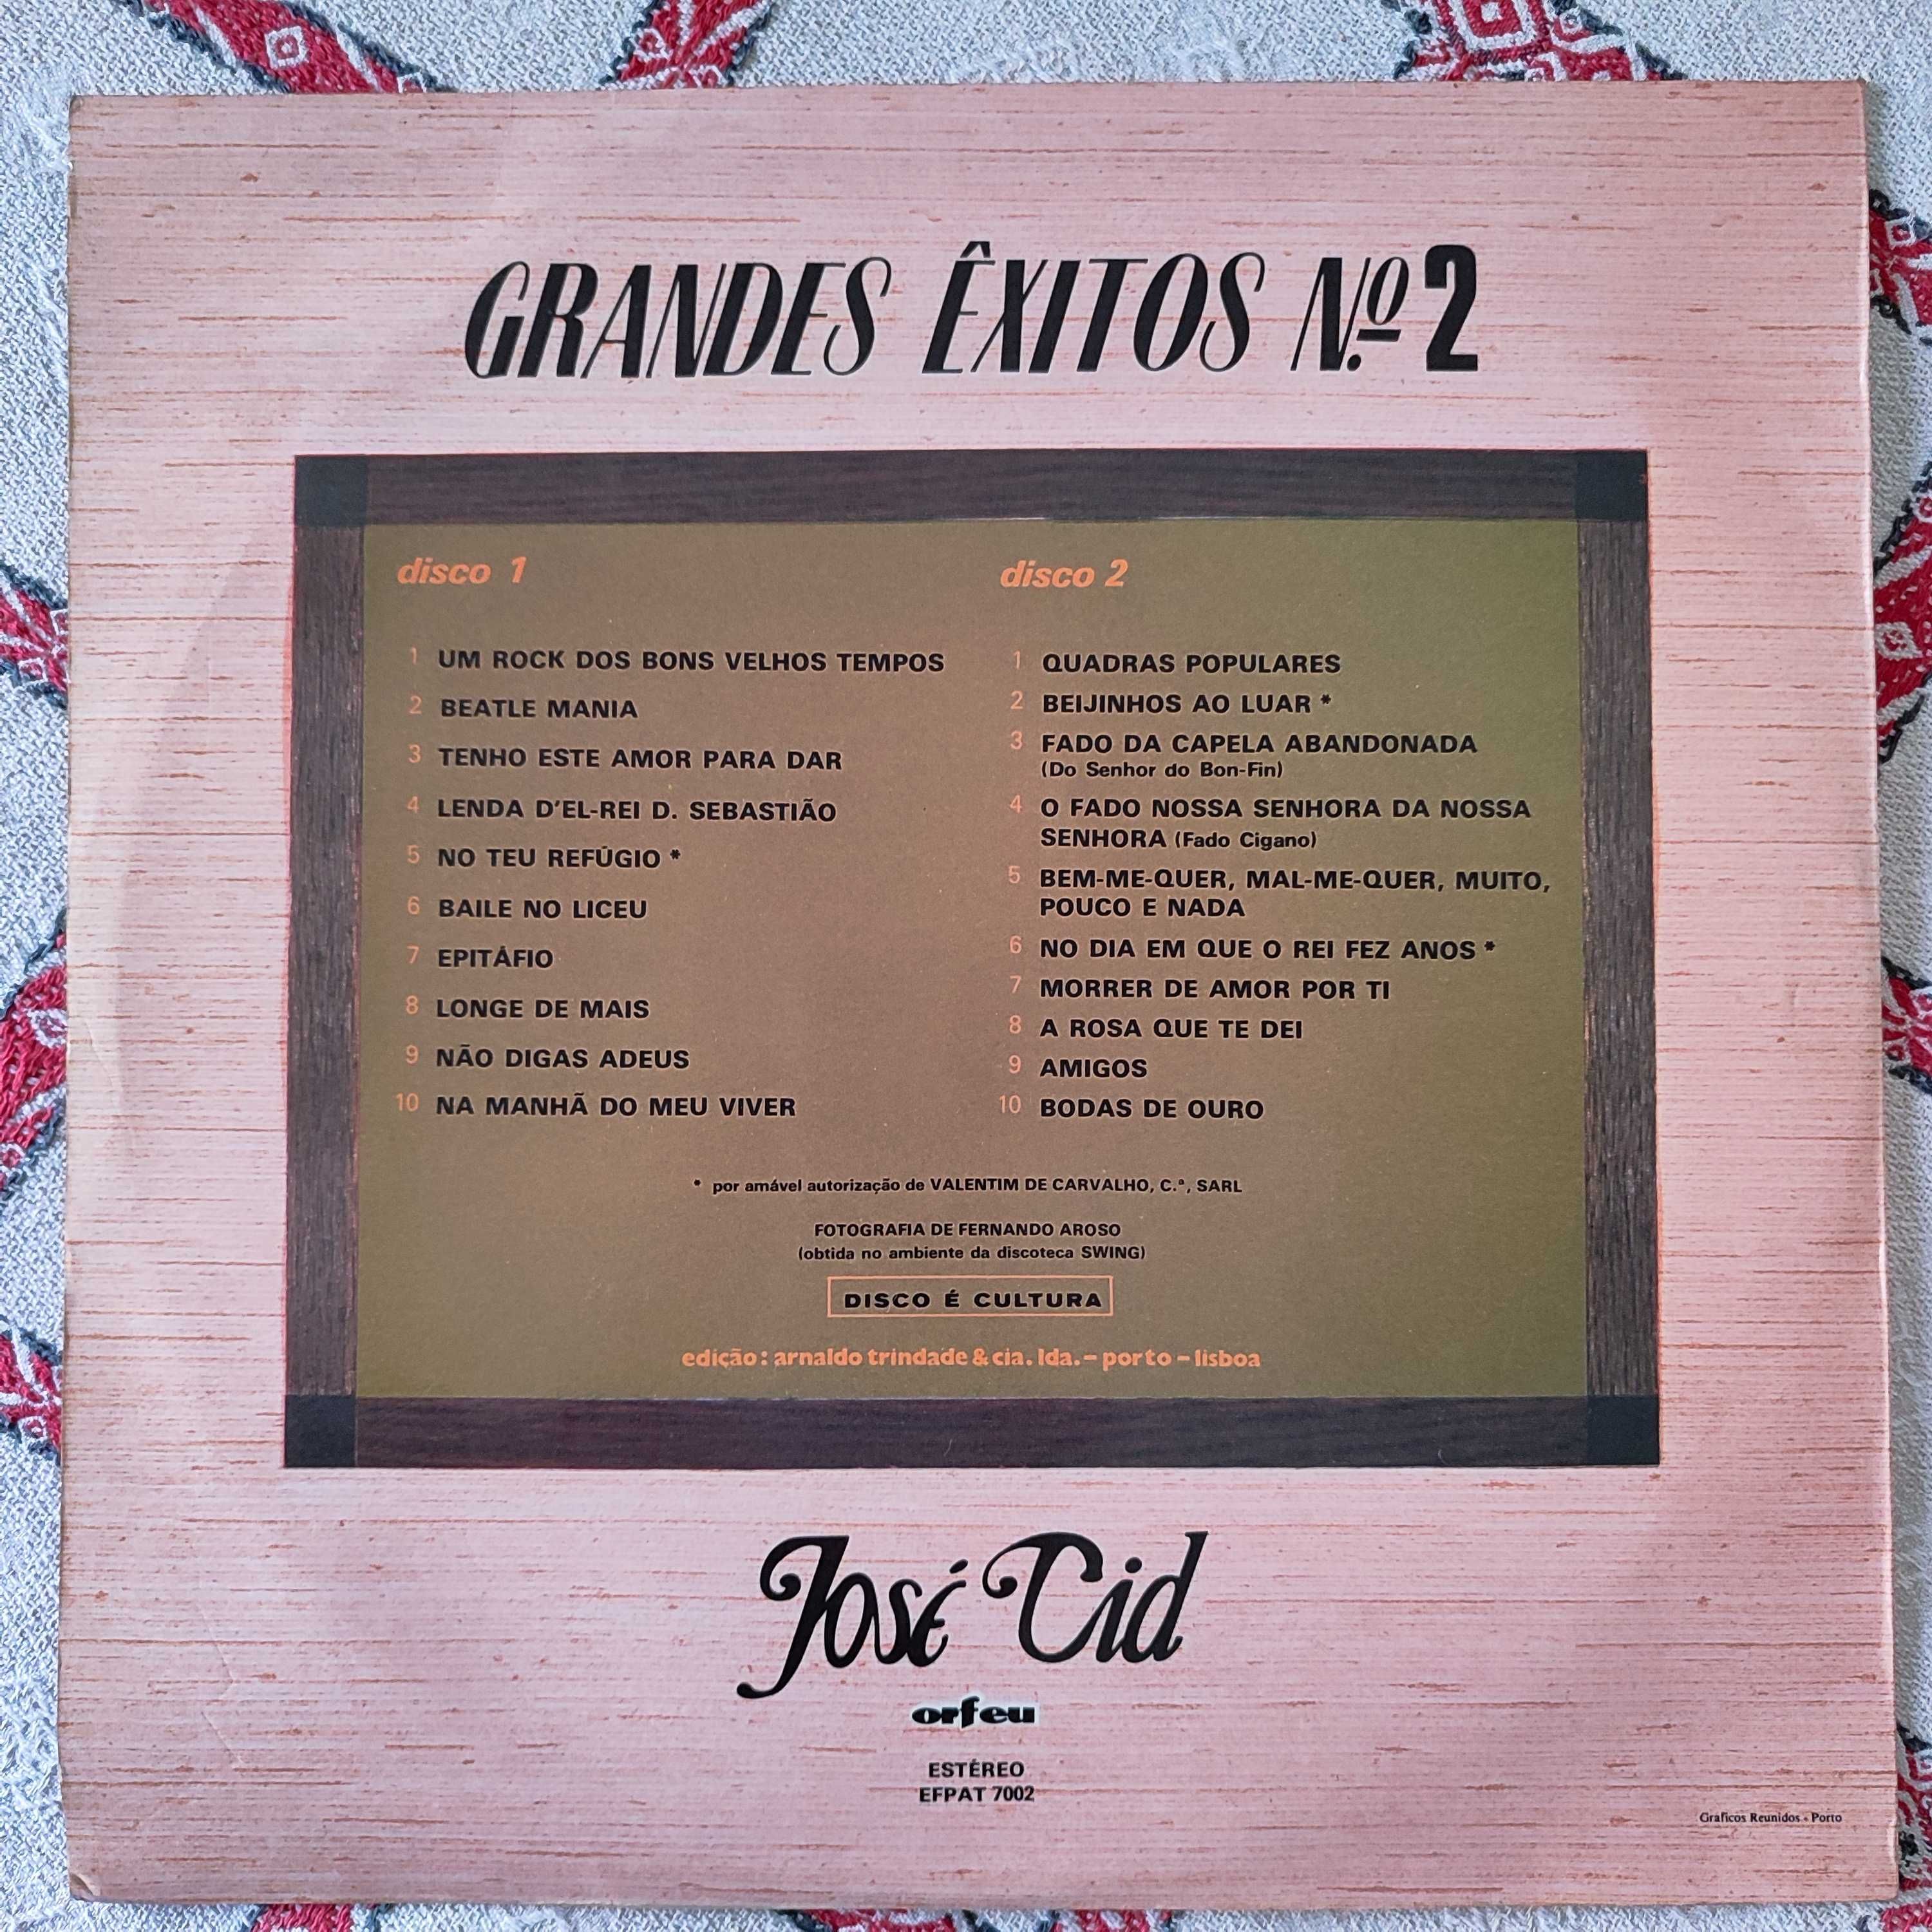 GRANDES ÊXITOS N.º 2
disco 1
1 UM ROCK DOS BONS VELHOS TEMPOS
2 BEATLE MANIA
3 TENHO ESTE AMOR PARA DAR
4 LENDA D'EL-REI D. SEBASTIÃO
5 NO TEU REFÚGIO *
6 BAILE NO LICEU
7 EPITÁFIO
8 LONGE DE MAIS
9 NÃO DIGAS ADEUS
10 NA MANHÃ DO MEU VIVER
disco 2
1 QUADRAS POPULARES
2 BEIJINHOS AO LUAR *
3 FADO DA CAPELA ABANDONADA
(Do Senhor do Bon-Fin)
4 O FADO NOSSA SENHORA DA NOSSA
SENHORA (Fado Cigano)
5 BEM-ME-QUER, MAL-ME-QUER, MUITO,
POUCO E NADA
6 NO DIA EM QUE O REI FEZ ANOS *
7 MORRER DE AMOR POR TI
8 A ROSA QUE TE DEI
9 AMIGOS
10 BODAS DE OURO
* por amável autorização de VALENTIM DE CARVALHO, C.ª, SARL
FOTOGRAFIA DE FERNANDO AROSO
(obtida no ambiente da discoteca SWING)
DISCO É CULTURA
edição: arnaldo trindade & cia. lda. – porto – lisboa
José Cid
orfeu
ESTÉREO
EFPAT 7002
Graficos Reunidos - Porto